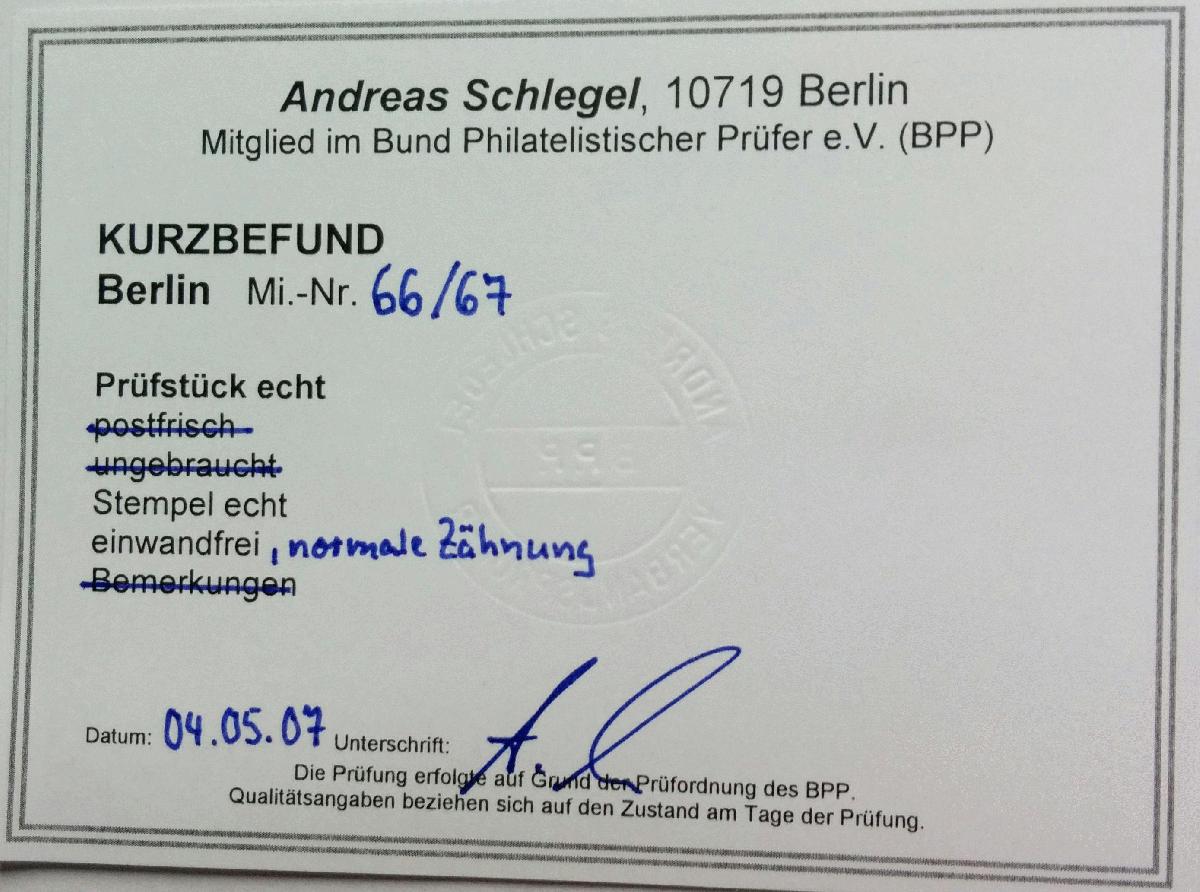 Andreas Schlegel, 10719 Berlin
Mitglied im Bund Philatelistischer Prüfer e.V. (BPP)
KURZBEFUND
Berlin Mi.-Nr. 66/67
Prüfstück echt
postfrisch
ungebraucht
Stempel echt
einwandfrei, normale Zähnung
Bemerkungen
Datum: 04.05.07 Unterschrift:
Die Prüfung erfolgte auf Grund der Prüfordnung des BPP.
Qualitätsangaben beziehen sich auf den Zustand am Tage der Prüfung.